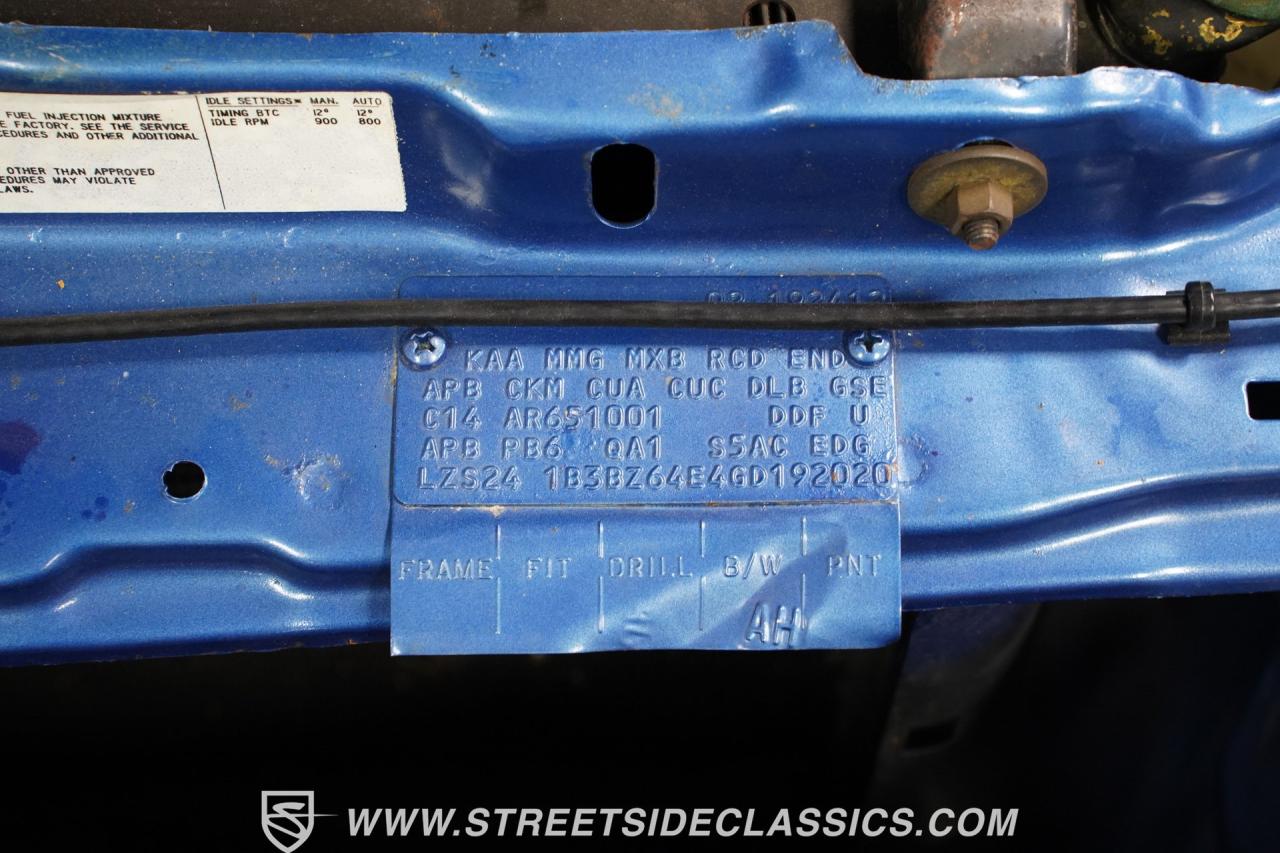 FUEL INJECTION MIXTURE
E FACTORY. SEE THE SERVICE
CEDURES AND OTHER ADDITIONAL
OTHER THAN APPROVED
EDURES MAY VIOLATE
LAWS.
IDLE SETTINGS MAN. AUTO
TIMING BTC 12° 12°
IDLE RPM 900 800
KAA MMG MXB RCD END
APB CKM CUA CUC DLB GSE
C14 AR651001 DDF U
APB PB6 QA1 S5AC EDG
LZS24 1B3BZ64E4GD192020
FRAME FIT DRILL B/W PNT
AH
WWW.STREETSIDECLASSICS.COM